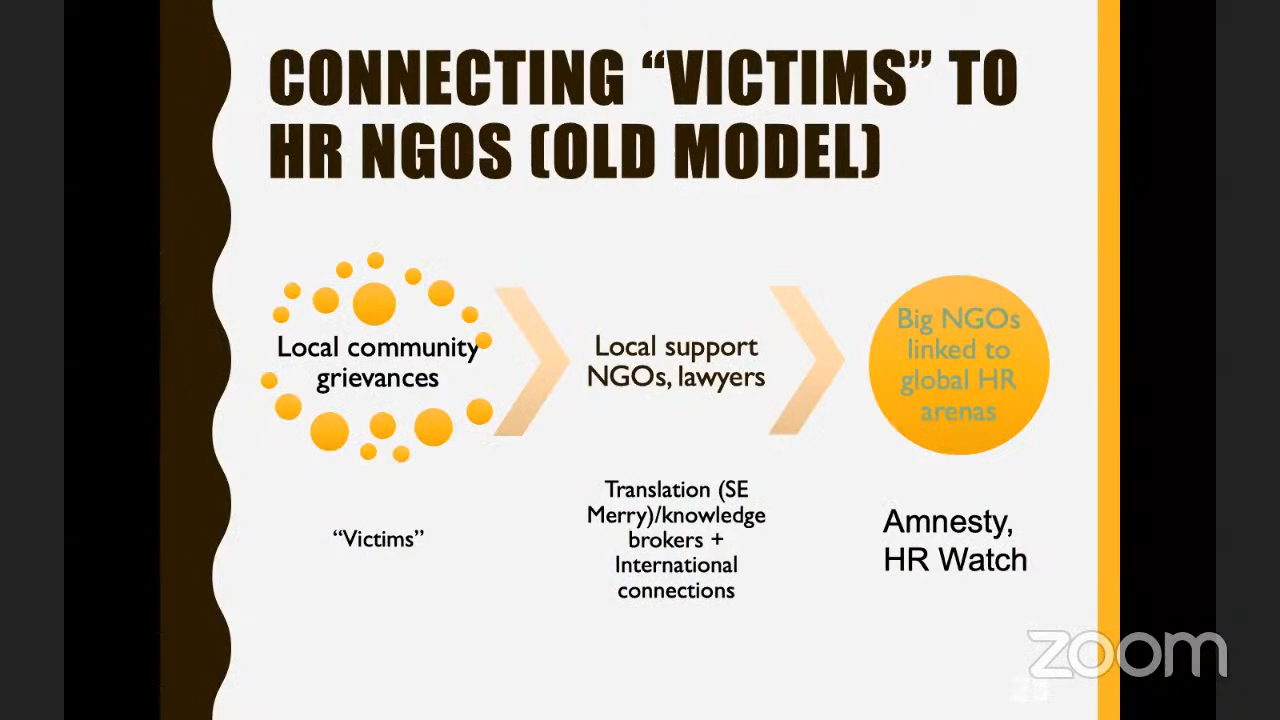 CONNECTING “VICTIMS” TO
HR NGOS (OLD MODEL)
Local community
grievances
Local support
NGOs, lawyers
Big NGOs
linked to
global HR
arenas
“Victims”
Translation (SE
Merry)/knowledge
brokers +
International
connections
Amnesty,
HR Watch
zoom